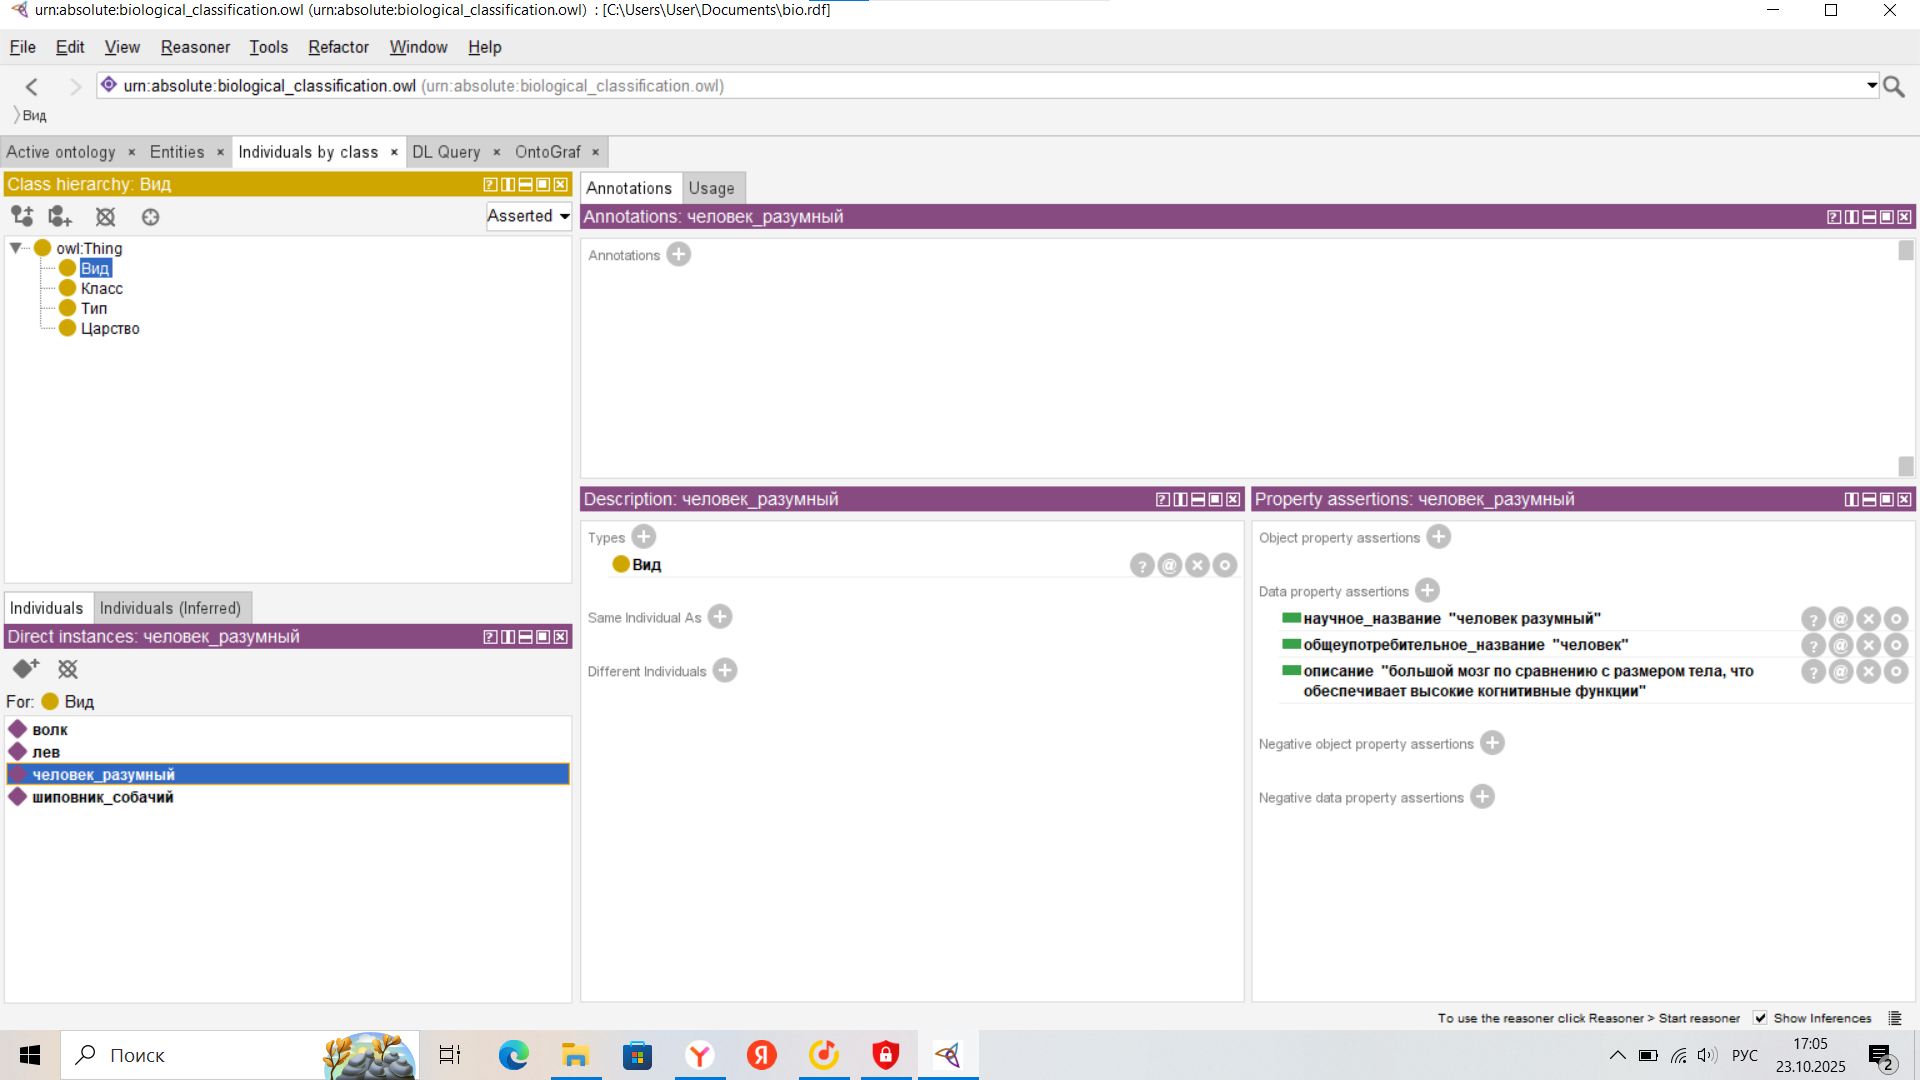 urn:absolute:biological_classification.owl (urn:absolute:biological_classification.owl) : [C:\Users\User\Documents\bio.rdf]
File Edit View Reasoner Tools Refactor Window Help
urn:absolute:biological_classification.owl (urn:absolute:biological_classification.owl)
Вид
Active ontology × Entities × Individuals by class × DL Query × OntoGraf ×
Class hierarchy: Вид
Asserted
owl:Thing
Вид
Класс
Тип
Царство
Annotations Usage
Annotations: человек_разумный
Annotations
Individuals Individuals (Inferred)
Direct instances: человек_разумный
For: Вид
волк
лев
человек_разумный
шиповник_собачий
Description: человек_разумный
Types
Вид
Same Individual As
Different Individuals
Property assertions: человек_разумный
Object property assertions
Data property assertions
научное_название "человек разумный"
общеупотребительное_название "человек"
описание "большой мозг по сравнению с размером тела, что
обеспечивает высокие когнитивные функции"
Negative object property assertions
Negative data property assertions
To use the reasoner click Reasoner > Start reasoner Show Inferences
Поиск
РУС
17:05
23.10.2025
2